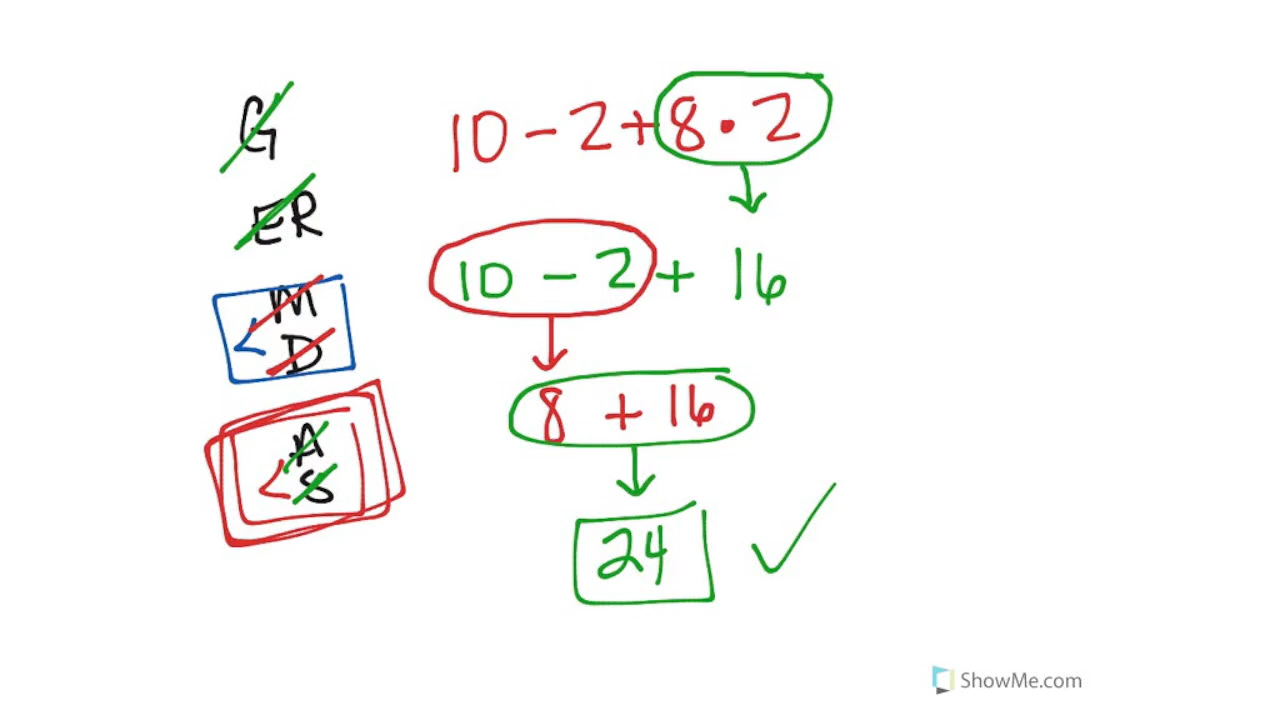 G
ER
M
D
A
S
10 - 2 + 8 • 2
10 - 2 + 16
8 + 16
24
ShowMe.com